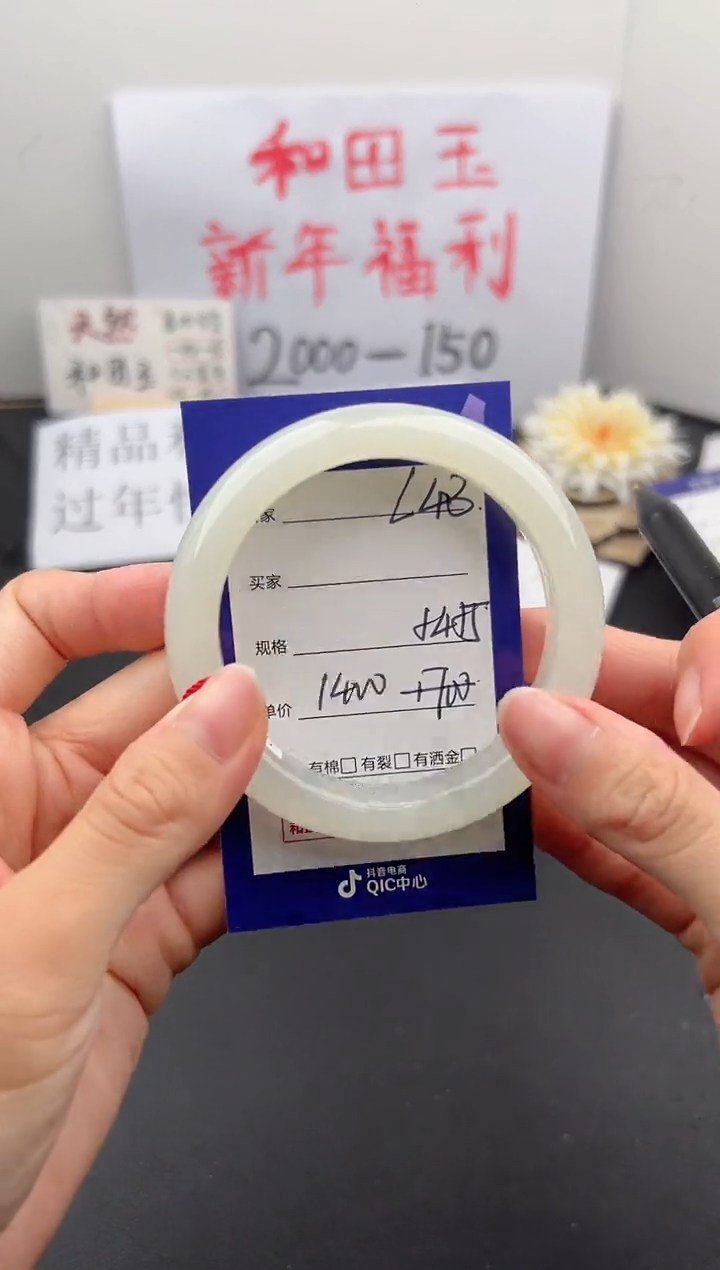 和田玉
新年福利
2000-150
天然
和田玉
精品
过年
家 L43.
买家
规格
单价 1400
有棉□ 有裂□ 有洒金□
抖音电商
QIC中心